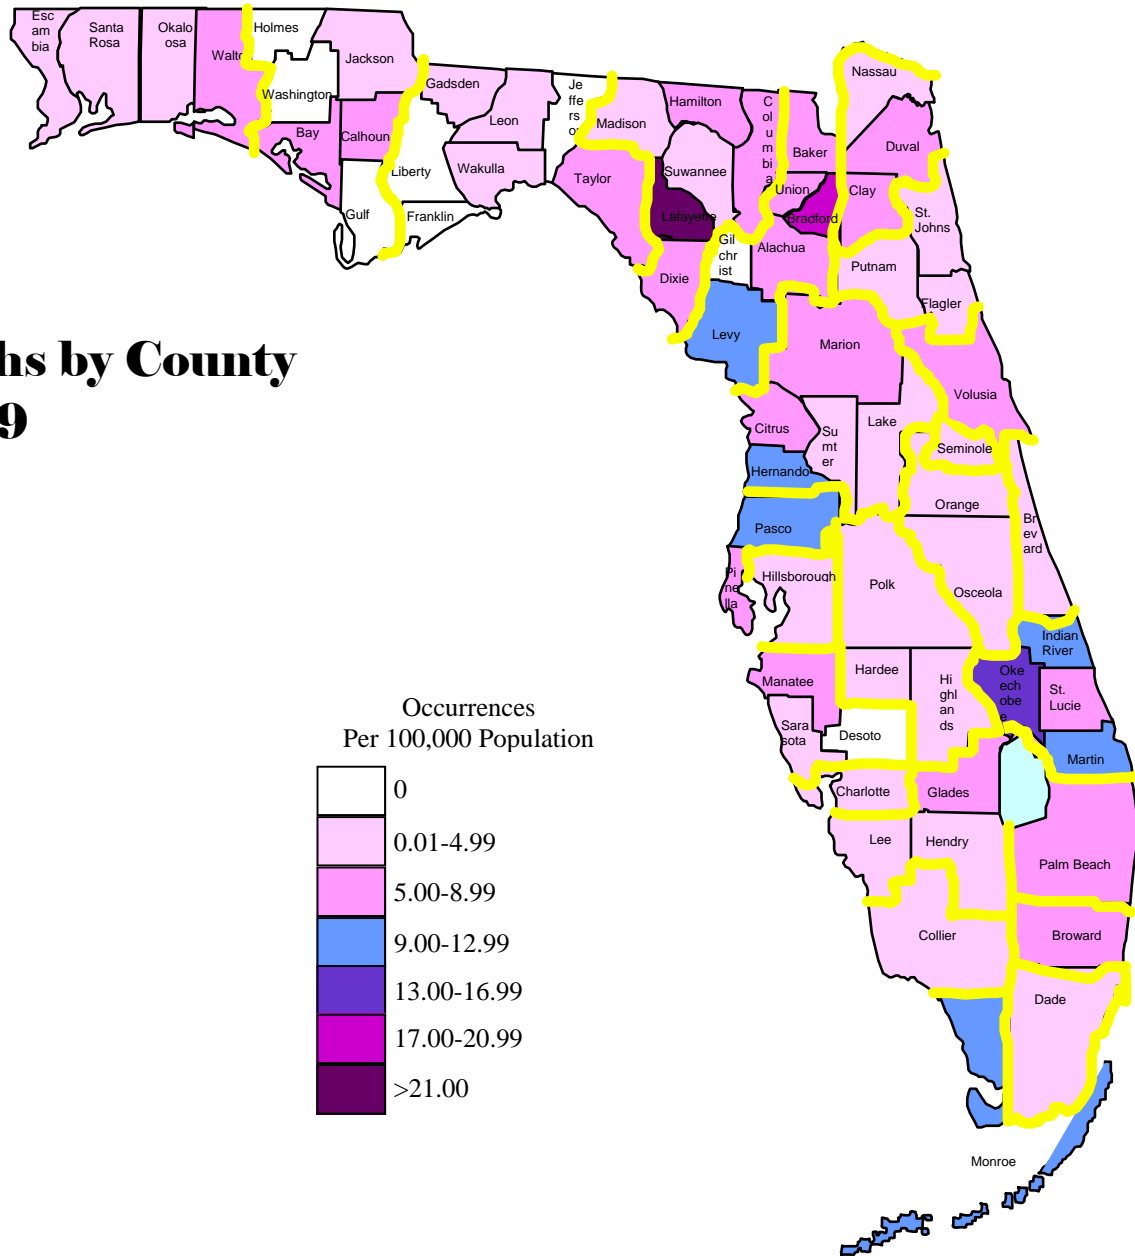 Esc
am
bia
Santa
Rosa
Okalo
osa
Walto
Holmes
Washington
Jackson
Bay
Calhoun
Gulf
Gadsden
Liberty
Franklin
Leon
Wakulla
Je
ffe
rs
on
Madison
Taylor
Hamilton
Suwannee
Lafayette
Dixie
C
o
l
u
m
bi
a
Baker
Union
Bradford
Gil
chr
ist
Alachua
Levy
Nassau
Duval
Clay
St.
Johns
Putnam
Flagler
Marion
Volusia
Citrus
Su
mt
er
Lake
Hernando
Seminole
Orange
Pasco
Br
ev
ard
Pi
ne
lla
Hillsborough
Polk
Osceola
Indian
River
Manatee
Hardee
Hi
ghl
an
ds
Oke
ech
obe
e
St.
Lucie
Sara
sota
Desoto
Martin
Charlotte
Glades
Lee
Hendry
Palm Beach
Collier
Broward
Dade
Monroe
hs by County
9
Occurrences
Per 100,000 Population
0
0.01-4.99
5.00-8.99
9.00-12.99
13.00-16.99
17.00-20.99
>21.00